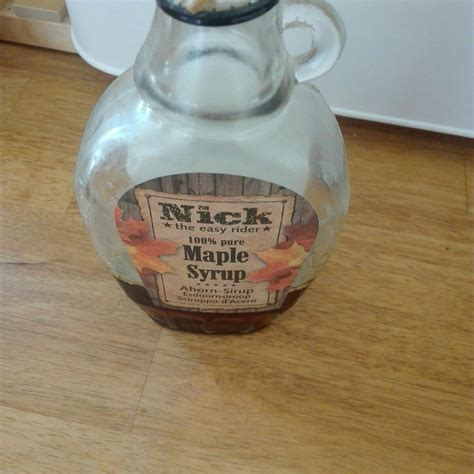 Nick
the easy rider
100% pure
Maple
Syrup
Ahorn-Sirup
Esdoornsiroop
Sciroppo d'Acero